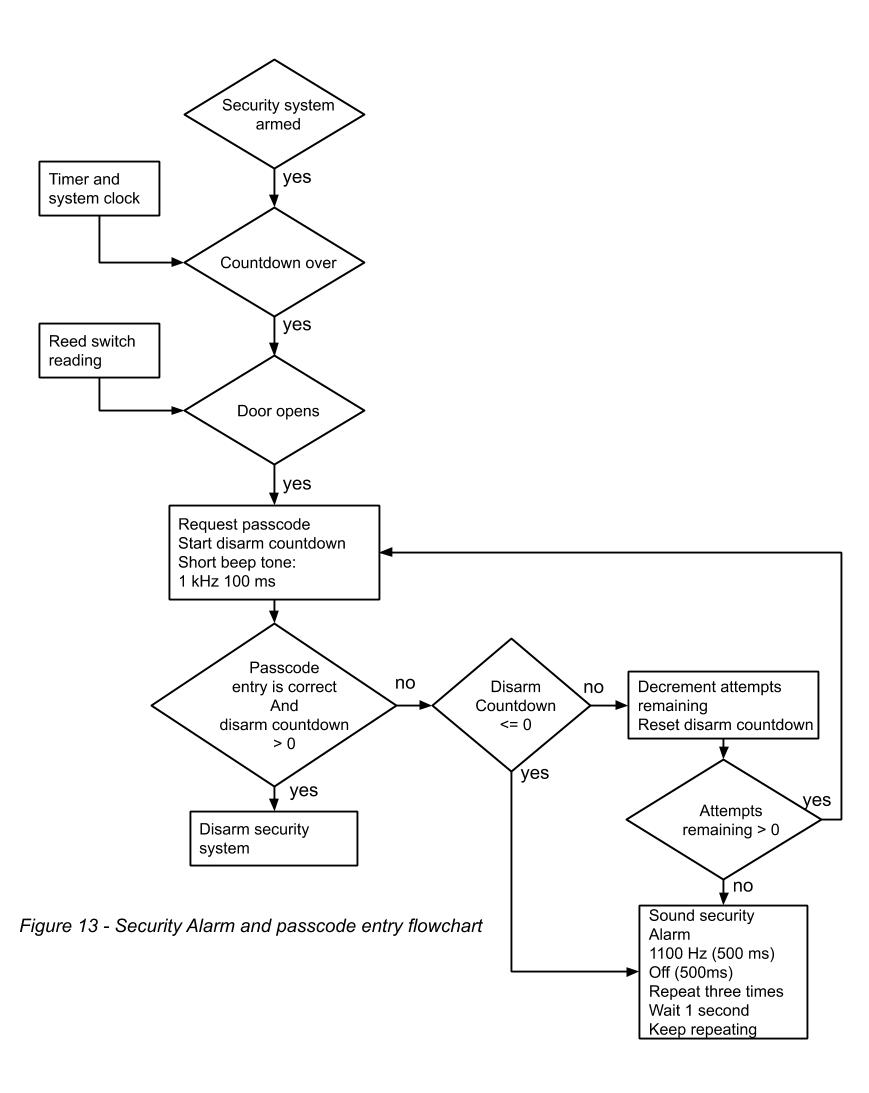 Security system
armed
yes
Timer and
system clock
Countdown over
yes
Reed switch
reading
Door opens
yes
Request passcode
Start disarm countdown
Short beep tone:
1 kHz 100 ms
Passcode
entry is correct
And
disarm countdown
> 0
no
Disarm
Countdown
<= 0
no
Decrement attempts
remaining
Reset disarm countdown
yes
Disarm security
system
yes
Attempts
remaining > 0
yes
no
Sound security
Alarm
1100 Hz (500 ms)
Off (500ms)
Repeat three times
Wait 1 second
Keep repeating
Figure 13 - Security Alarm and passcode entry flowchart